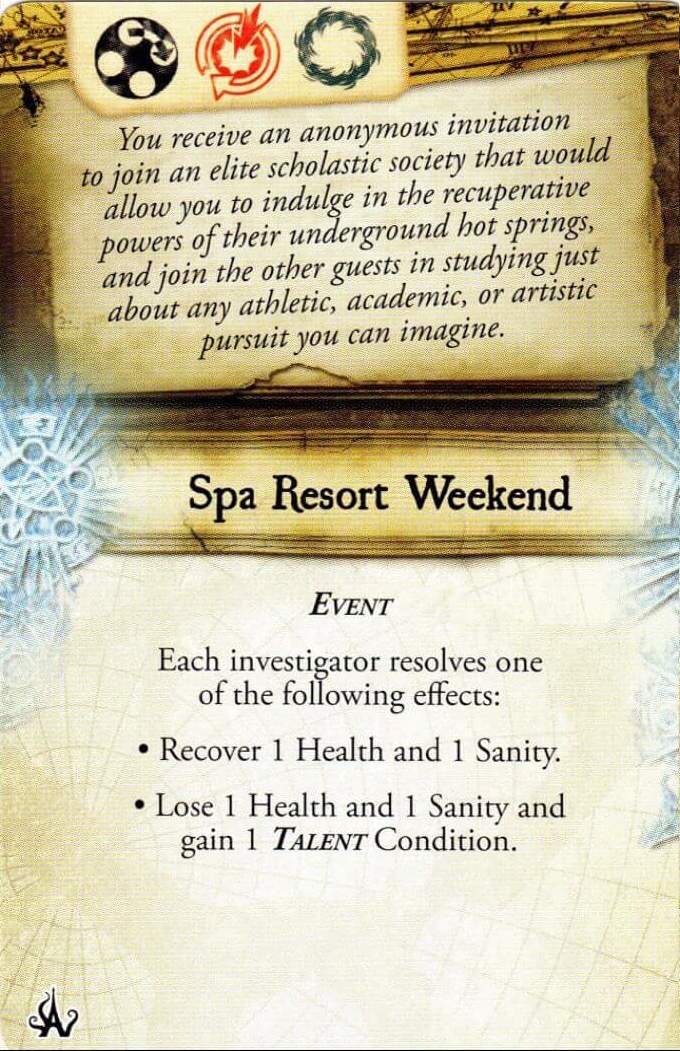 You receive an anonymous invitation
to join an elite scholastic society that would
allow you to indulge in the recuperative
powers of their underground hot springs,
and join the other guests in studying just
about any athletic, academic, or artistic
pursuit you can imagine.
Spa Resort Weekend
EVENT
Each investigator resolves one
of the following effects:
• Recover 1 Health and 1 Sanity.
• Lose 1 Health and 1 Sanity and
gain 1 TALENT Condition.